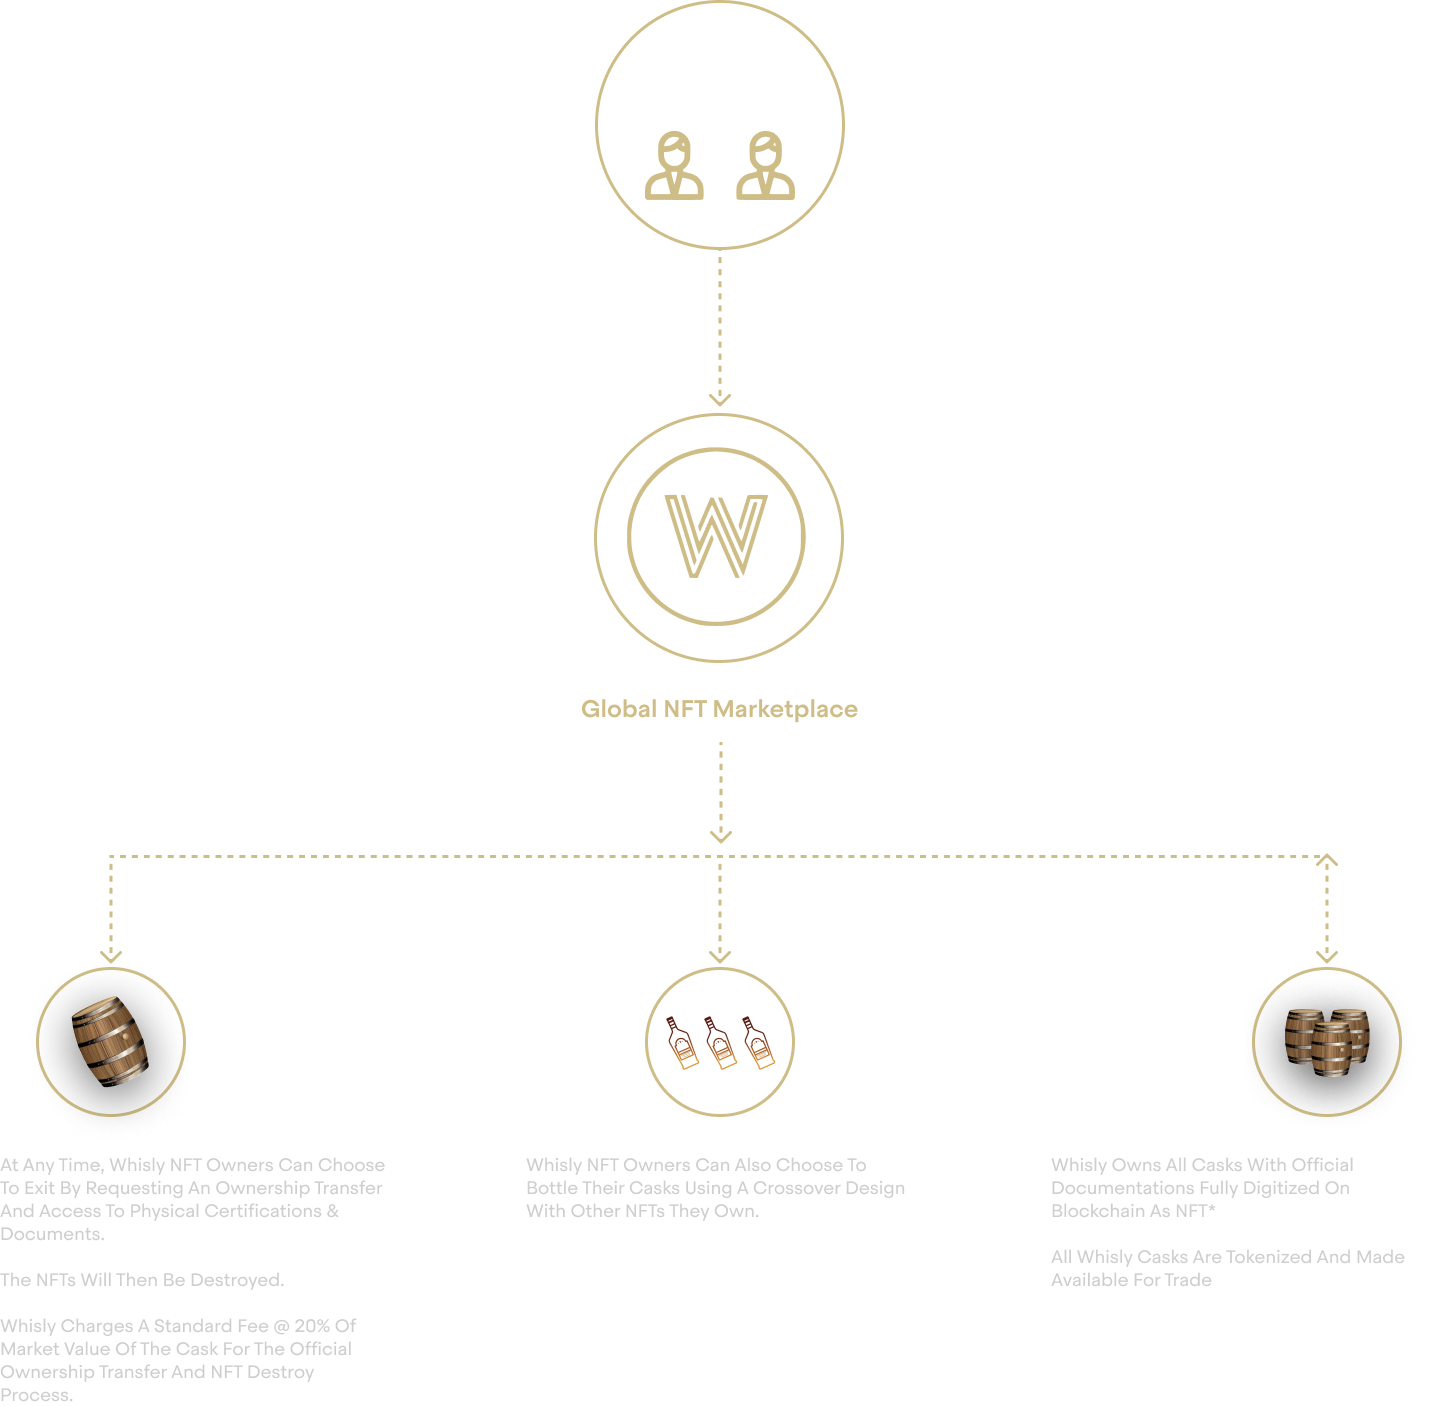 W
Global NFT Marketplace
At Any Time, Whisly NFT Owners Can Choose
To Exit By Requesting An Ownership Transfer
And Access To Physical Certifications &
Documents.
The NFTs Will Then Be Destroyed.
Whisly Charges A Standard Fee @ 20% Of
Market Value Of The Cask For The Official
Ownership Transfer And NFT Destroy
Process.
Whisly NFT Owners Can Also Choose To
Bottle Their Casks Using A Crossover Design
With Other NFTs They Own.
Whisly Owns All Casks With Official
Documentations Fully Digitized On
Blockchain As NFT*
All Whisly Casks Are Tokenized And Made
Available For Trade